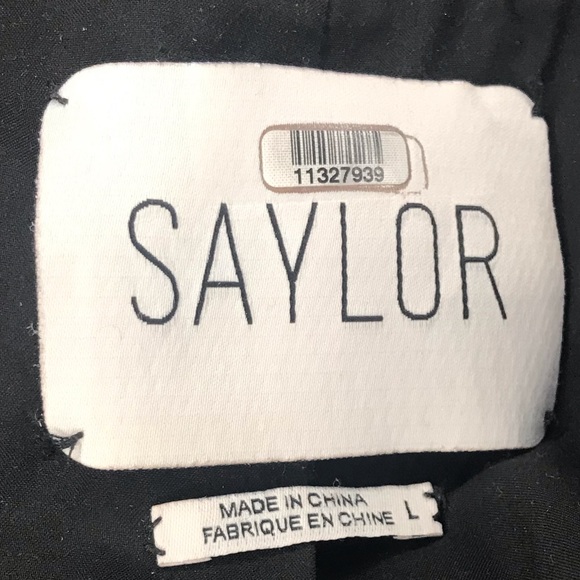 11327939
SAYLOR
MADE IN CHINA
FABRIQUE EN CHINE L